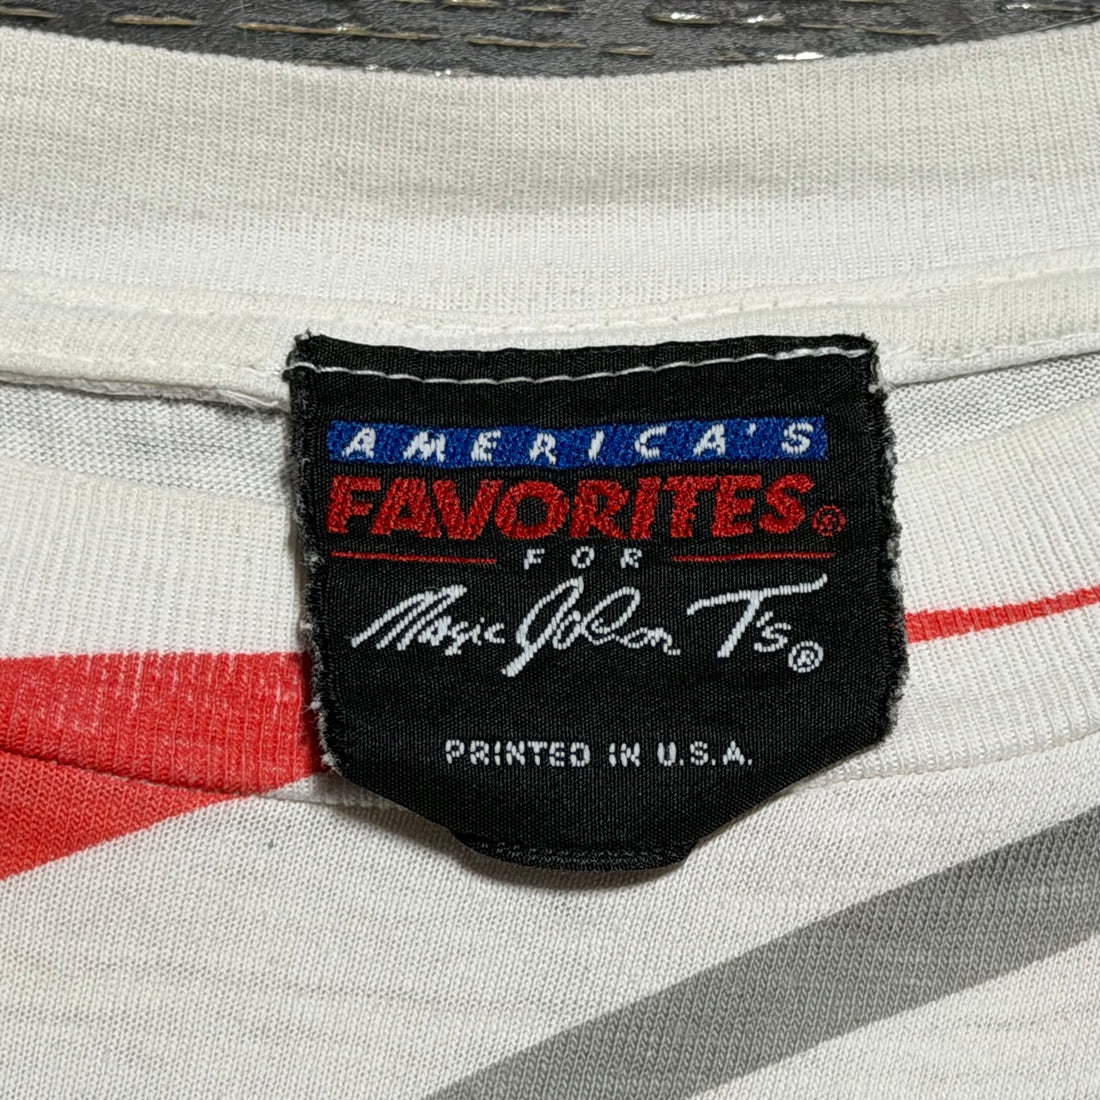 AMERICA'S
FAVORITES®
FOR
Magic Johnson T's®
PRINTED IN U.S.A.